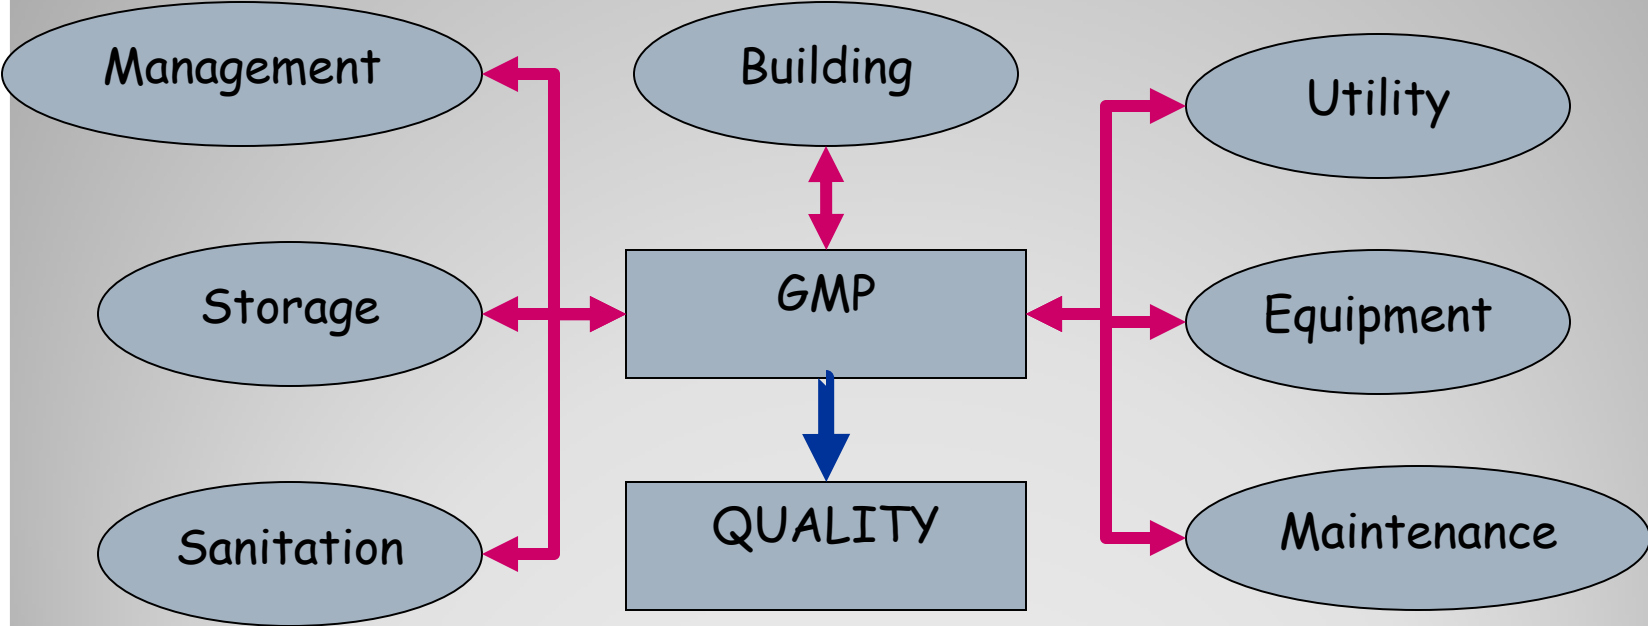 Management
Building
Utility
Storage
GMP
Equipment
Sanitation
QUALITY
Maintenance